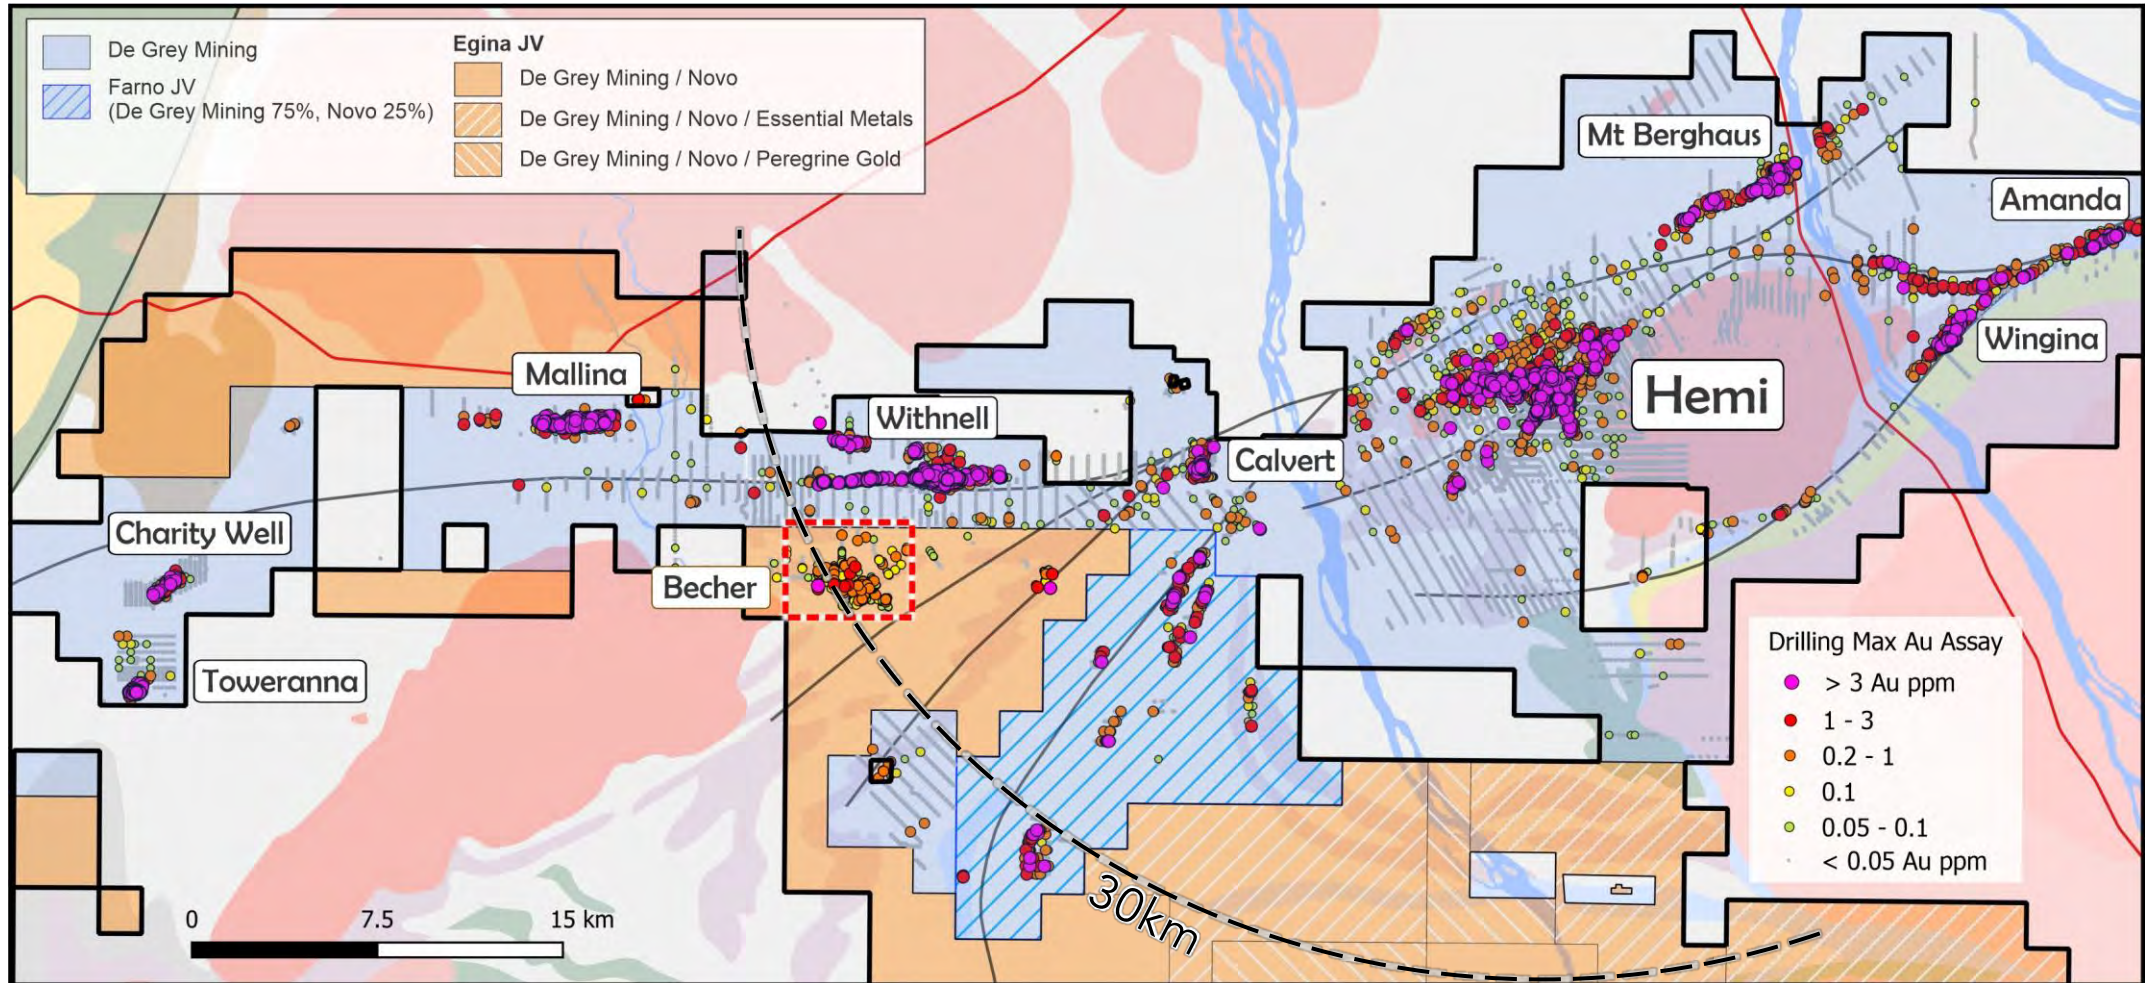 De Grey Mining
Farno JV
(De Grey Mining 75%, Novo 25%)
Egina JV
De Grey Mining / Novo
De Grey Mining / Novo / Essential Metals
De Grey Mining / Novo / Peregrine Gold
Mt Berghaus
Amanda
Wingina
Hemi
Mallina
Withnell
Calvert
Charity Well
Becher
Toweranna
Drilling Max Au Assay
> 3 Au ppm
1 - 3
0.2 - 1
0.1
0.05 - 0.1
< 0.05 Au ppm
30km
0 7.5 15 km